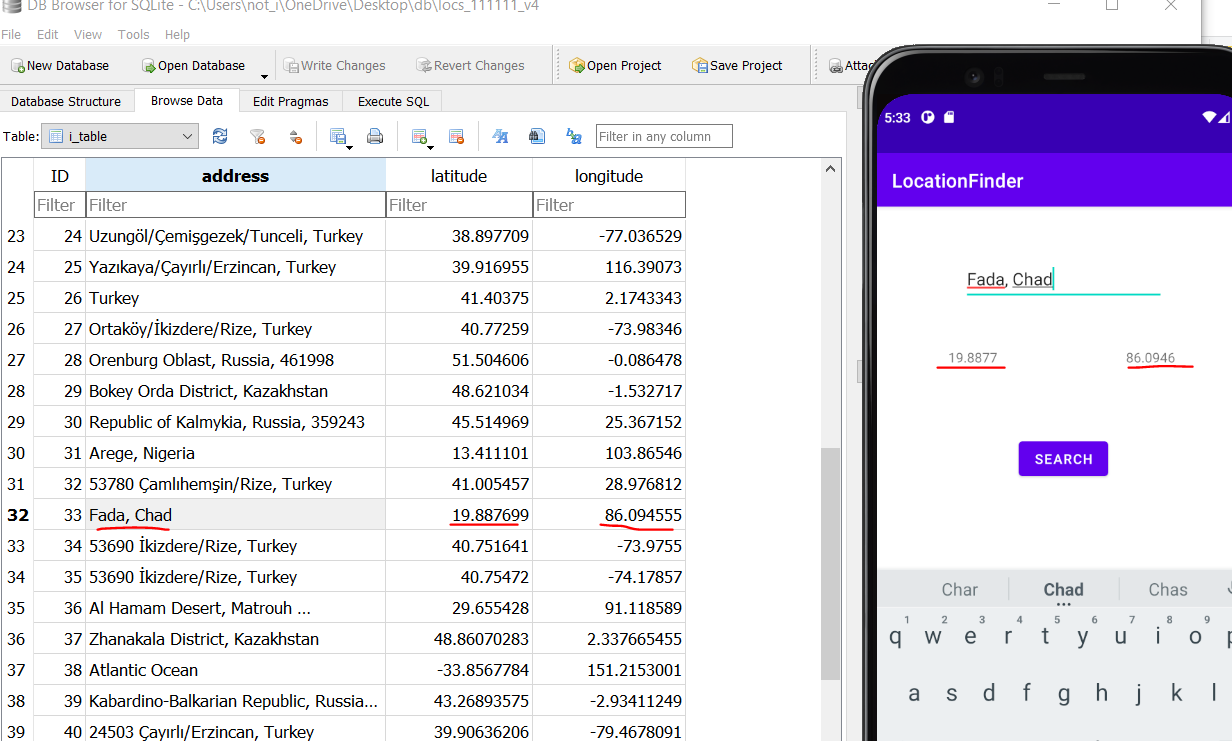 DB Browser for SQLite - C:\Users\not_i\OneDrive\Desktop\db\locs_111111_v4
File Edit View Tools Help
New Database Open Database Write Changes Revert Changes Open Project Save Project Attac
Database Structure Browse Data Edit Pragmas Execute SQL
Table: i_table Filter in any column
ID address latitude longitude
Filter Filter Filter Filter
23 24 Uzungöl/Çemişgezek/Tunceli, Turkey 38.897709 -77.036529
24 25 Yazıkaya/Çayırlı/Erzincan, Turkey 39.916955 116.39073
25 26 Turkey 41.40375 2.1743343
26 27 Ortaköy/İkizdere/Rize, Turkey 40.77259 -73.98346
27 28 Orenburg Oblast, Russia, 461998 51.504606 -0.086478
28 29 Bokey Orda District, Kazakhstan 48.621034 -1.532717
29 30 Republic of Kalmykia, Russia, 359243 45.514969 25.367152
30 31 Arege, Nigeria 13.411101 103.86546
31 32 53780 Çamlıhemşin/Rize, Turkey 41.005457 28.976812
32 33 Fada, Chad 19.887699 86.094555
33 34 53690 İkizdere/Rize, Turkey 40.751641 -73.9755
34 35 53690 İkizdere/Rize, Turkey 40.75472 -74.17857
35 36 Al Hamam Desert, Matrouh ... 29.655428 91.118589
36 37 Zhanakala District, Kazakhstan 48.86070283 2.337665455
37 38 Atlantic Ocean -33.8567784 151.2153001
38 39 Kabardino-Balkarian Republic, Russia... 43.26893575 -2.93411249
39 40 24503 Çayırlı/Erzincan, Turkey 39.90636206 -79.4678091
5:33
LocationFinder
Fada, Chad
19.8877 86.0946
SEARCH
Char Chad Chas
1 2 3 4 5 6 7 8 9
q w e r t y u i o p
a s d f g h j k l